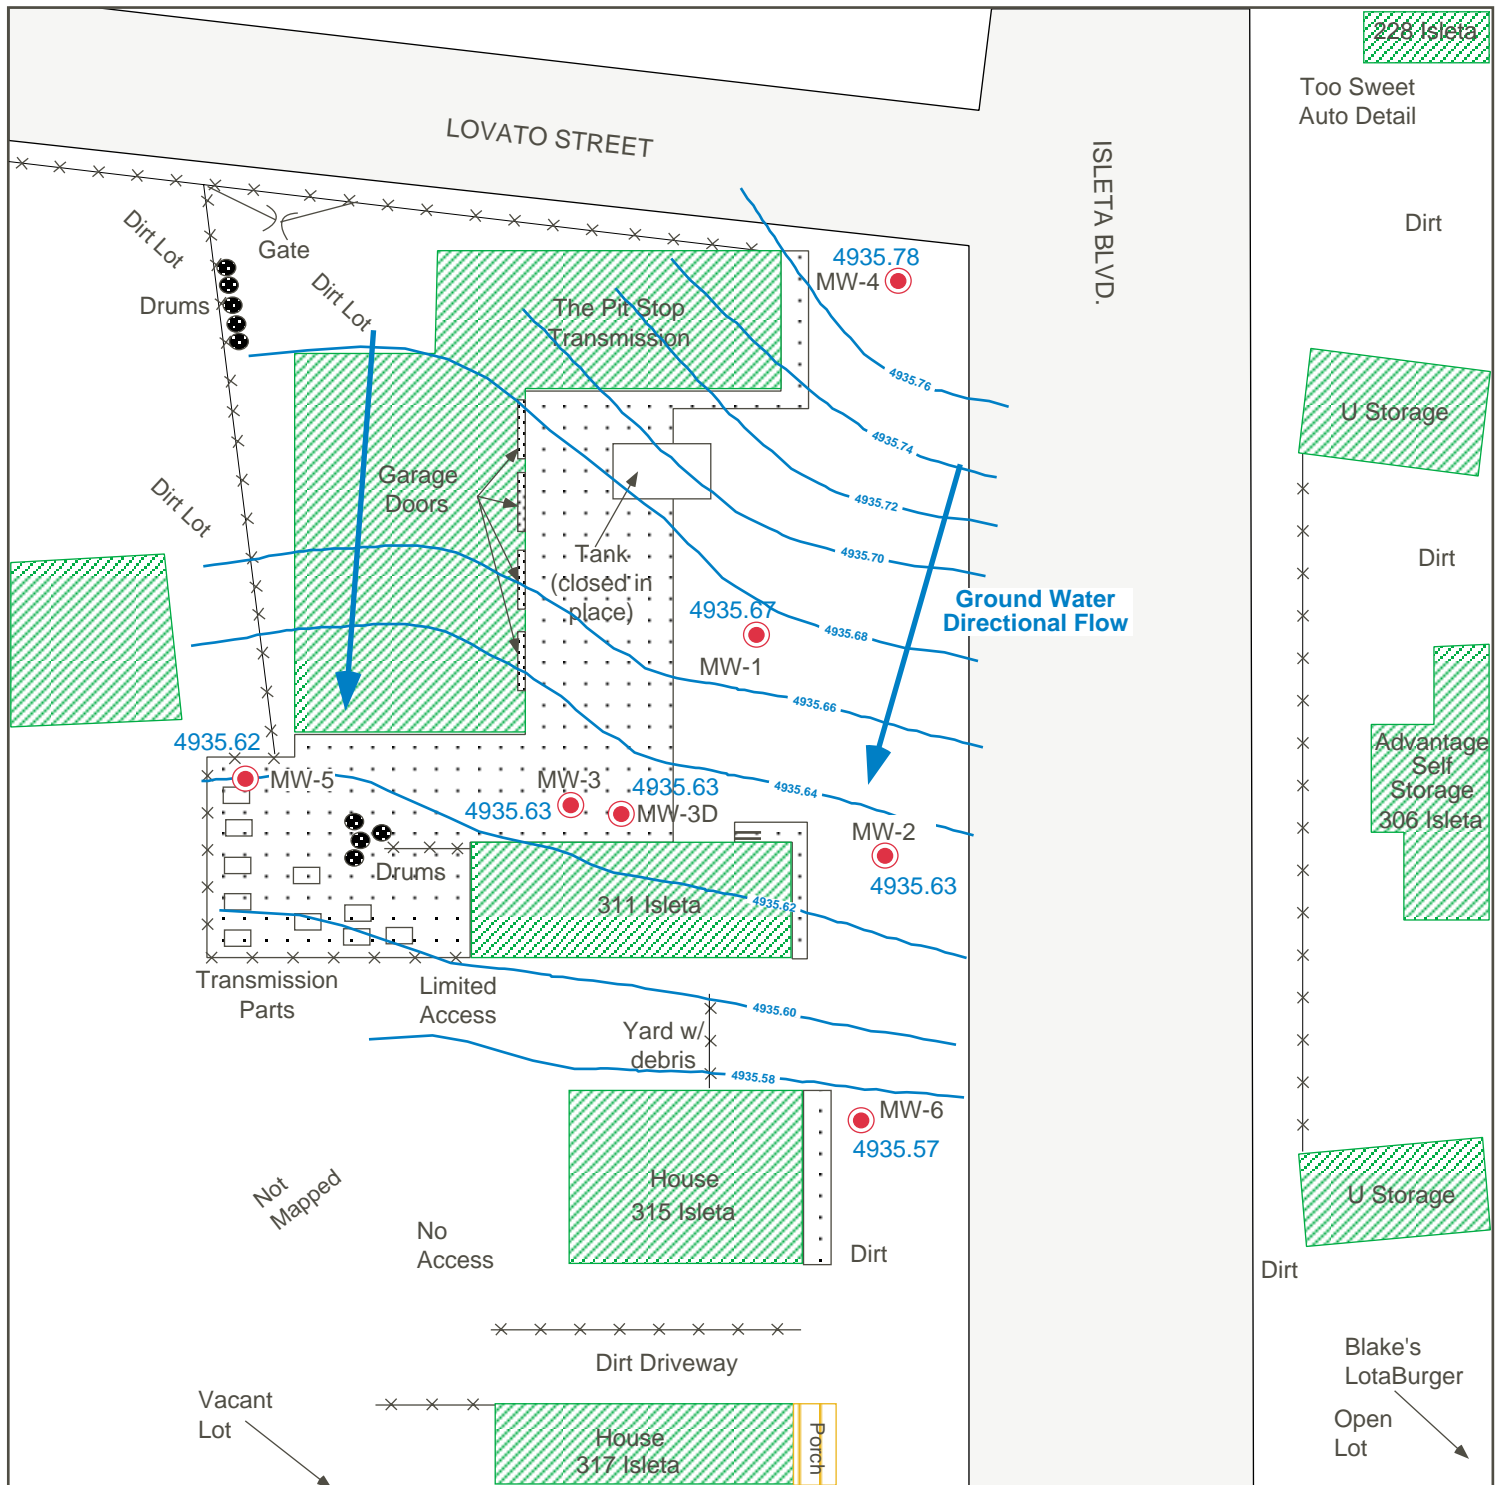 228 Isleta
Too Sweet
Auto Detail
LOVATO STREET
ISLETA BLVD.
Dirt Lot
Gate
Dirt
4935.78
MW-4
Dirt Lot
Drums
The Pit Stop
Transmission
4935.76
U Storage
4935.74
Garage
Doors
Dirt Lot
4935.72
Tank
(closed in
place)
4935.70
Dirt
Ground Water
Directional Flow
4935.67
4935.68
MW-1
4935.66
4935.62
MW-5
MW-3
4935.63
4935.63
MW-3D
4935.64
Advantage
Self
Storage
306 Isleta
MW-2
4935.63
Drums
311 Isleta
4935.62
Transmission
Parts
Limited
Access
4935.60
Yard w/
debris
4935.58
MW-6
4935.57
House
315 Isleta
U Storage
Not
Mapped
No
Access
Dirt
Dirt
Dirt Driveway
Blake's
LotaBurger
Vacant
Lot
Open
Lot
House
317 Isleta
Porch